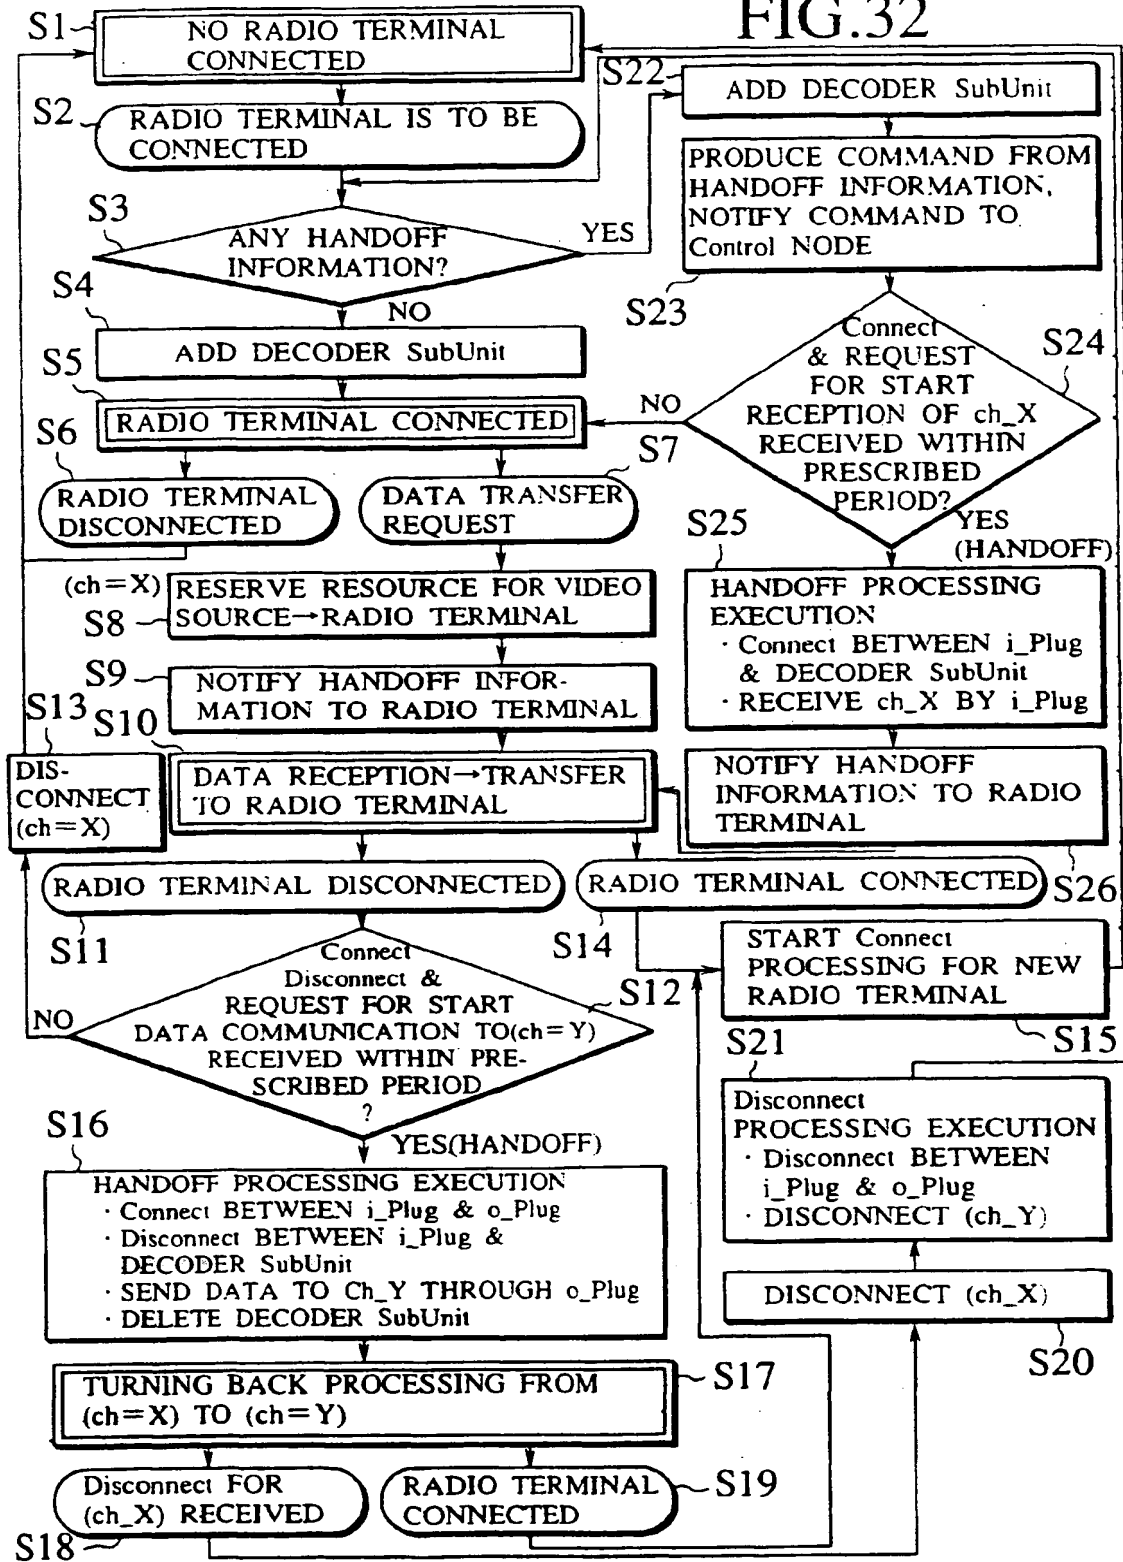 FIG.32
S1
NO RADIO TERMINAL
CONNECTED
S2
RADIO TERMINAL IS TO BE
CONNECTED
S3
ANY HANDOFF
INFORMATION?
YES
NO
S4
ADD DECODER SubUnit
S5
RADIO TERMINAL CONNECTED
S6
RADIO TERMINAL
DISCONNECTED
S7
DATA TRANSFER
REQUEST
(ch=X)
S8
RESERVE RESOURCE FOR VIDEO
SOURCE→RADIO TERMINAL
S9
NOTIFY HANDOFF INFOR-
MATION TO RADIO TERMINAL
S10
DATA RECEPTION→TRANSFER
TO RADIO TERMINAL
S13
DIS-
CONNECT
(ch=X)
RADIO TERMINAL DISCONNECTED
S11
RADIO TERMINAL CONNECTED
S14
Connect
Disconnect &
REQUEST FOR START
DATA COMMUNICATION TO(ch=Y)
RECEIVED WITHIN PRE-
SCRIBED PERIOD
?
S12
NO
YES(HANDOFF)
S16
HANDOFF PROCESSING EXECUTION
· Connect BETWEEN i_Plug & o_Plug
· Disconnect BETWEEN i_Plug &
DECODER SubUnit
· SEND DATA TO Ch_Y THROUGH o_Plug
· DELETE DECODER SubUnit
S17
TURNING BACK PROCESSING FROM
(ch=X) TO (ch=Y)
Disconnect FOR
(ch_X) RECEIVED
S18
RADIO TERMINAL
CONNECTED
S19
S22
ADD DECODER SubUnit
PRODUCE COMMAND FROM
HANDOFF INFORMATION,
NOTIFY COMMAND TO
Control NODE
S23
Connect
& REQUEST
FOR START
RECEPTION OF ch_X
RECEIVED WITHIN
PRESCRIBED
PERIOD?
S24
NO
YES
(HANDOFF)
S25
HANDOFF PROCESSING
EXECUTION
· Connect BETWEEN i_Plug
& DECODER SubUnit
· RECEIVE ch_X BY i_Plug
NOTIFY HANDOFF
INFORMATION TO RADIO
TERMINAL
S26
START Connect
PROCESSING FOR NEW
RADIO TERMINAL
S15
S21
Disconnect
PROCESSING EXECUTION
· Disconnect BETWEEN
i_Plug & o_Plug
· DISCONNECT (ch_Y)
DISCONNECT (ch_X)
S20